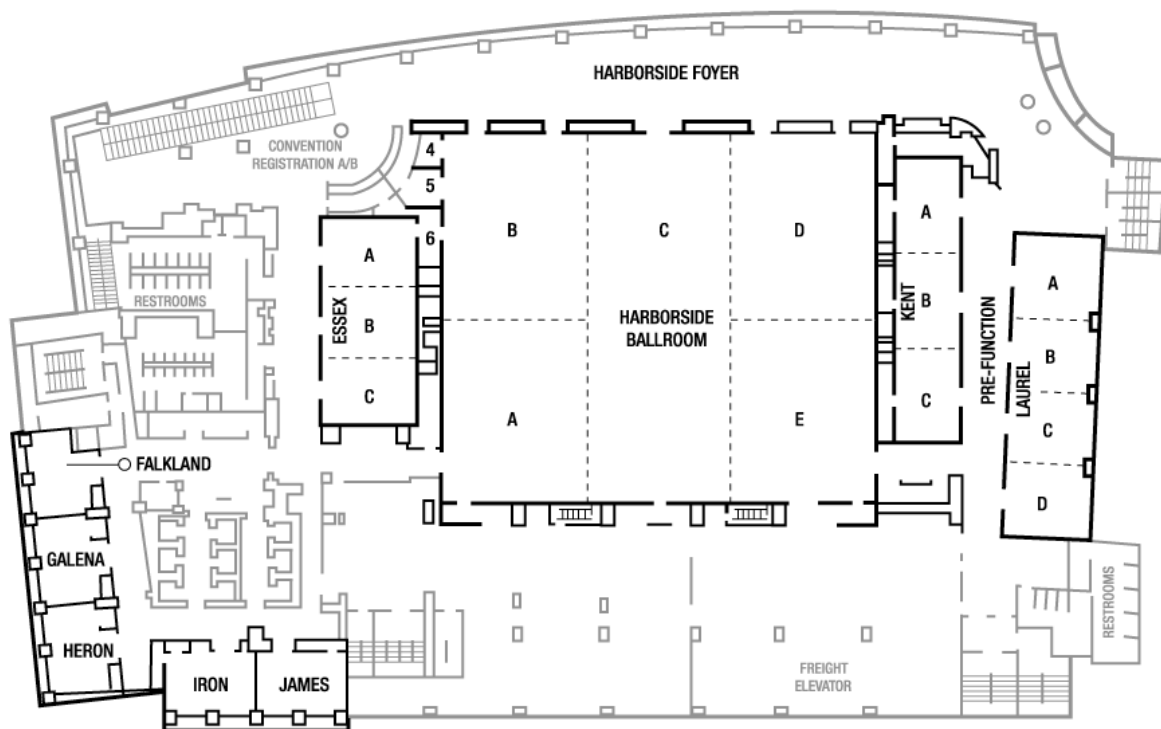 HARBORSIDE FOYER
CONVENTION
REGISTRATION A/B
4
5
6
B
C
D
A
B
C
ESSEX
HARBORSIDE
BALLROOM
A
E
A
B
C
KENT
PRE-FUNCTION
LAUREL
A
B
C
D
RESTROOMS
FALKLAND
GALENA
HERON
IRON
JAMES
FREIGHT
ELEVATOR
RESTROOMS